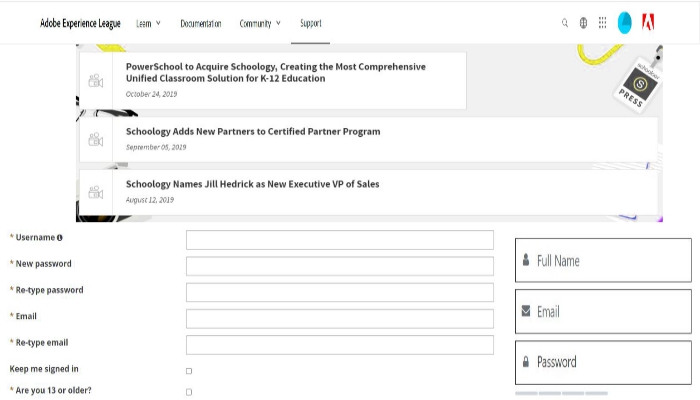 Adobe Experience League Learn Documentation Community Support
PowerSchool to Acquire Schoology, Creating the Most Comprehensive
Unified Classroom Solution for K-12 Education
October 24, 2019
schoology
S
PRESS
Schoology Adds New Partners to Certified Partner Program
September 05, 2019
Schoology Names Jill Hedrick as New Executive VP of Sales
August 12, 2019
* Username
* New password
* Re-type password
* Email
* Re-type email
Keep me signed in
* Are you 13 or older?
Full Name
Email
Password